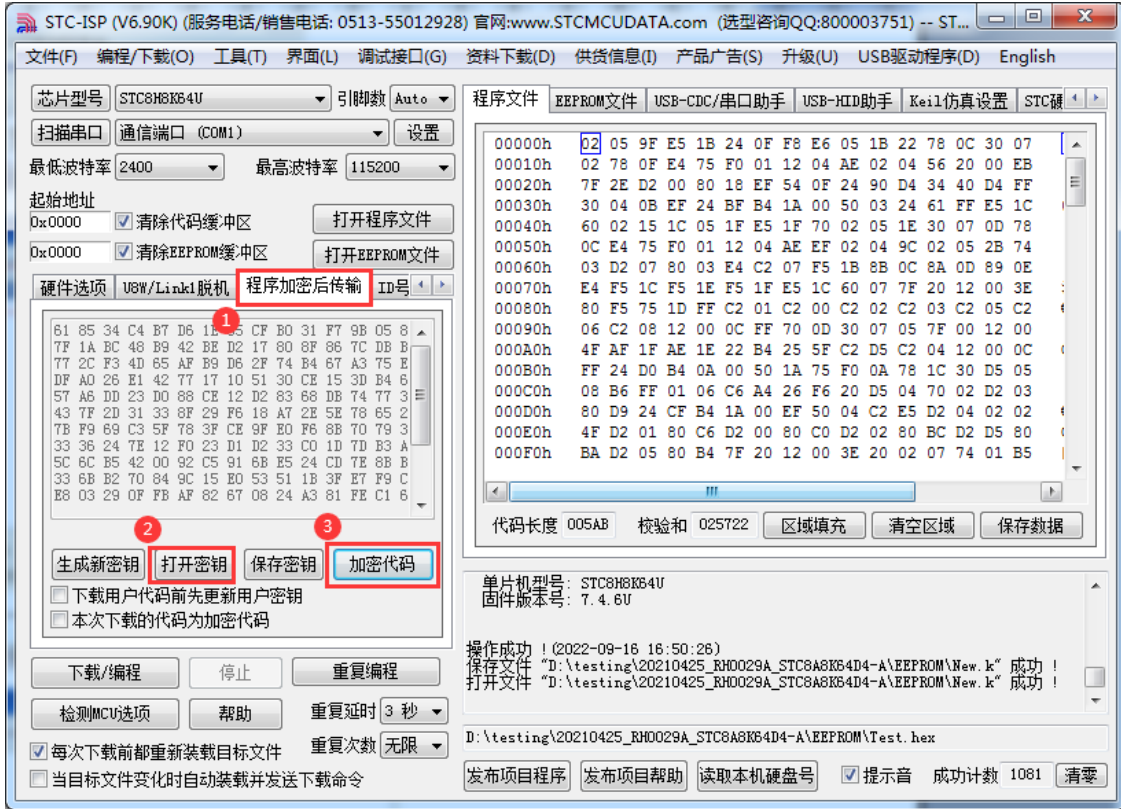 STC-ISP (V6.90K) (服务电话/销售电话: 0513-55012928) 官网:www.STCMCUDATA.com (选型咨询QQ:800003751) -- ST...
文件(F) 编程/下载(O) 工具(T) 界面(L) 调试接口(G) 资料下载(D) 供货信息(I) 产品广告(S) 升级(U) USB驱动程序(D) English
芯片型号 STC8H8K64U 引脚数 Auto
扫描串口 通信端口 (COM1) 设置
最低波特率 2400 最高波特率 115200
起始地址
0x0000 清除代码缓冲区 打开程序文件
0x0000 清除EEPROM缓冲区 打开EEPROM文件
硬件选项 U8W/Link1脱机 程序加密后传输 ID号
1
61 85 34 C4 B7 D6 CF B0 31 F7 9B 05 8
7F 1A BC 48 B9 42 BE D2 17 80 8F 86 7C DB B
77 2C F3 4D 65 AF B9 D6 2F 74 B4 67 A3 75 E
DF A0 26 E1 42 77 17 10 51 30 CE 15 3D B4 6
57 A6 DD 23 D0 88 CE 12 D2 83 68 DB 74 77 3
43 7F 2D 31 33 8F 29 F6 18 A7 2E 5E 78 65 2
7B F9 69 C3 5F 78 3F CE 9F E0 F6 8B 70 79 3
33 36 24 7E 12 F0 23 D1 D2 33 C0 1D 7D B3 A
5C 6C B5 42 00 92 C5 91 6B E5 24 CD 7E 8B B
33 6B B2 70 84 9C 15 E0 53 51 1B 3F E7 F9 C
E8 03 29 0F FB AF 82 67 08 24 A3 81 FE C1 6
2 3
生成新密钥 打开密钥 保存密钥 加密代码
下载用户代码前先更新用户密钥
本次下载的代码为加密代码
下载/编程 停止 重复编程
检测MCU选项 帮助 重复延时 3 秒
每次下载前都重新装载目标文件 重复次数 无限
当目标文件变化时自动装载并发送下载命令
程序文件 EEPROM文件 USB-CDC/串口助手 USB-HID助手 Keil仿真设置 STC硬
00000h 02 05 9F E5 1B 24 0F F8 E6 05 1B 22 78 0C 30 07
00010h 02 78 0F E4 75 F0 01 12 04 AE 02 04 56 20 00 EB
00020h 7F 2E D2 00 80 18 EF 54 0F 24 90 D4 34 40 D4 FF
00030h 30 04 0B EF 24 BF B4 1A 00 50 03 24 61 FF E5 1C
00040h 60 02 15 1C 05 1F E5 1F 70 02 05 1E 30 07 0D 78
00050h 0C E4 75 F0 01 12 04 AE EF 02 04 9C 02 05 2B 74
00060h 03 D2 07 80 03 E4 C2 07 F5 1B 8B 0C 8A 0D 89 0E
00070h E4 F5 1C F5 1E F5 1F E5 1C 60 07 7F 20 12 00 3E
00080h 80 F5 75 1D FF C2 01 C2 00 C2 02 C2 03 C2 05 C2
00090h 06 C2 08 12 00 0C FF 70 0D 30 07 05 7F 00 12 00
000A0h 4F AF 1F AE 1E 22 B4 25 5F C2 D5 C2 04 12 00 0C
000B0h FF 24 D0 B4 0A 00 50 1A 75 F0 0A 78 1C 30 D5 05
000C0h 08 B6 FF 01 06 C6 A4 26 F6 20 D5 04 70 02 D2 03
000D0h 80 D9 24 CF B4 1A 00 EF 50 04 C2 E5 D2 04 02 02
000E0h 4F D2 01 80 C6 D2 00 80 C0 D2 02 80 BC D2 D5 80
000F0h BA D2 05 80 B4 7F 20 12 00 3E 20 02 07 74 01 B5
代码长度 005AB 校验和 025722 区域填充 清空区域 保存数据
单片机型号: STC8H8K64U
固件版本号: 7.4.6U
操作成功 !(2022-09-16 16:50:26)
保存文件 "D:\testing\20210425_RH0029A_STC8A8K64D4-A\EEPROM\New.k" 成功 !
打开文件 "D:\testing\20210425_RH0029A_STC8A8K64D4-A\EEPROM\New.k" 成功 !
D:\testing\20210425_RH0029A_STC8A8K64D4-A\EEPROM\Test.hex
发布项目程序 发布项目帮助 读取本机硬盘号 提示音 成功计数 1081 清零